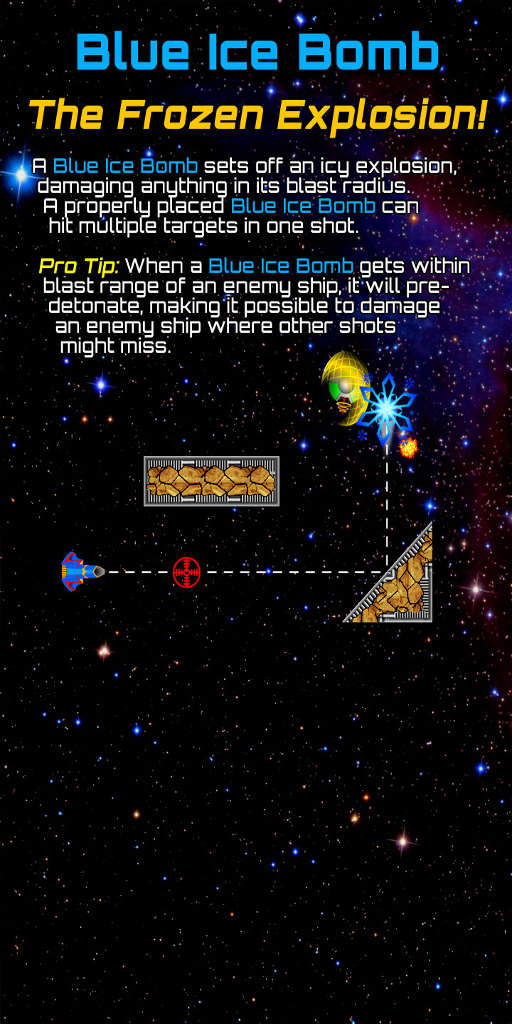 Blue Ice Bomb
The Frozen Explosion!
A Blue Ice Bomb sets off an icy explosion,
damaging anything in its blast radius.
A properly placed Blue Ice Bomb can
hit multiple targets in one shot.
Pro Tip: When a Blue Ice Bomb gets within
blast range of an enemy ship, it will pre-
detonate, making it possible to damage
an enemy ship where other shots
might miss.